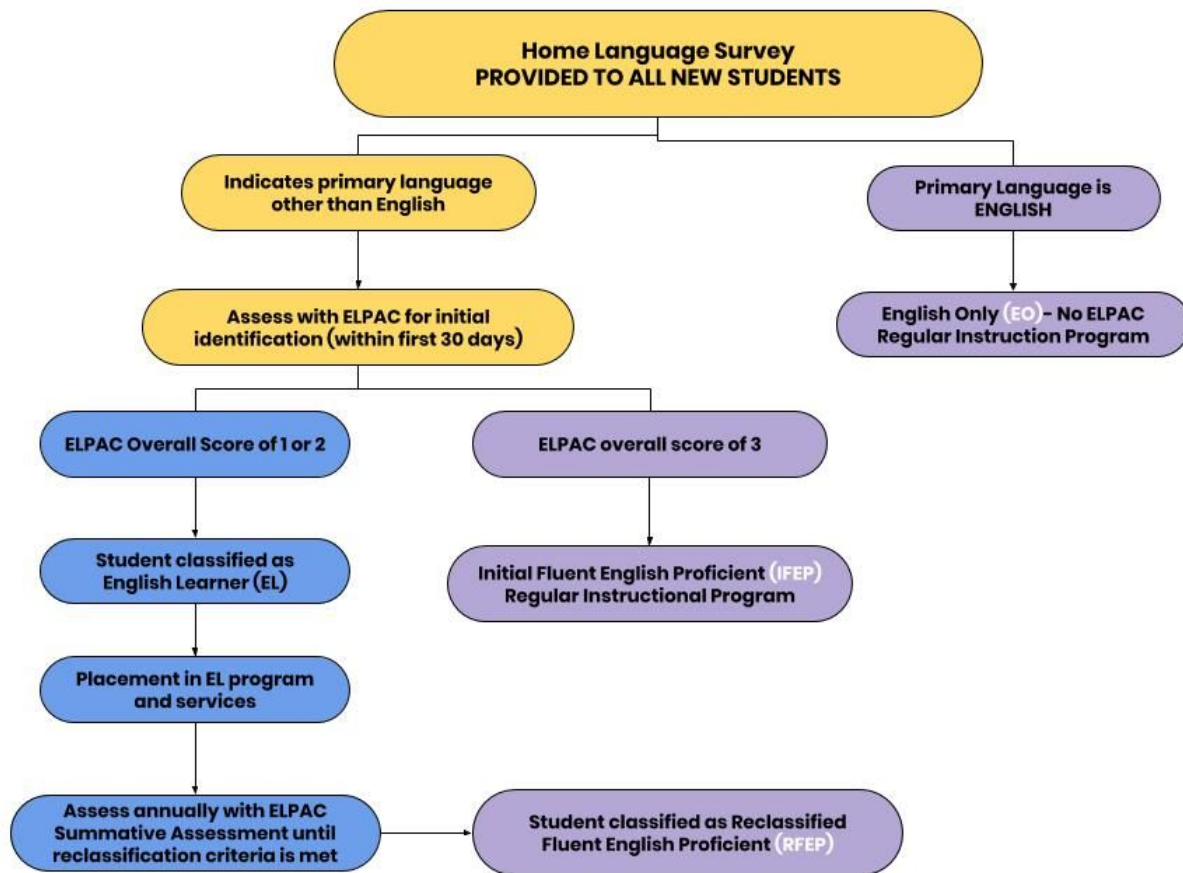 Home Language Survey
PROVIDED TO ALL NEW STUDENTS
Indicates primary language
other than English
Primary Language is
ENGLISH
Assess with ELPAC for initial
identification (within first 30 days)
English Only (EO)- No ELPAC
Regular Instruction Program
ELPAC Overall Score of 1 or 2
ELPAC overall score of 3
Student classified as
English Learner (EL)
Initial Fluent English Proficient (IFEP)
Regular Instructional Program
Placement in EL program
and services
Assess annually with ELPAC
Summative Assessment until
reclassification criteria is met
Student classified as Reclassified
Fluent English Proficient (RFEP)